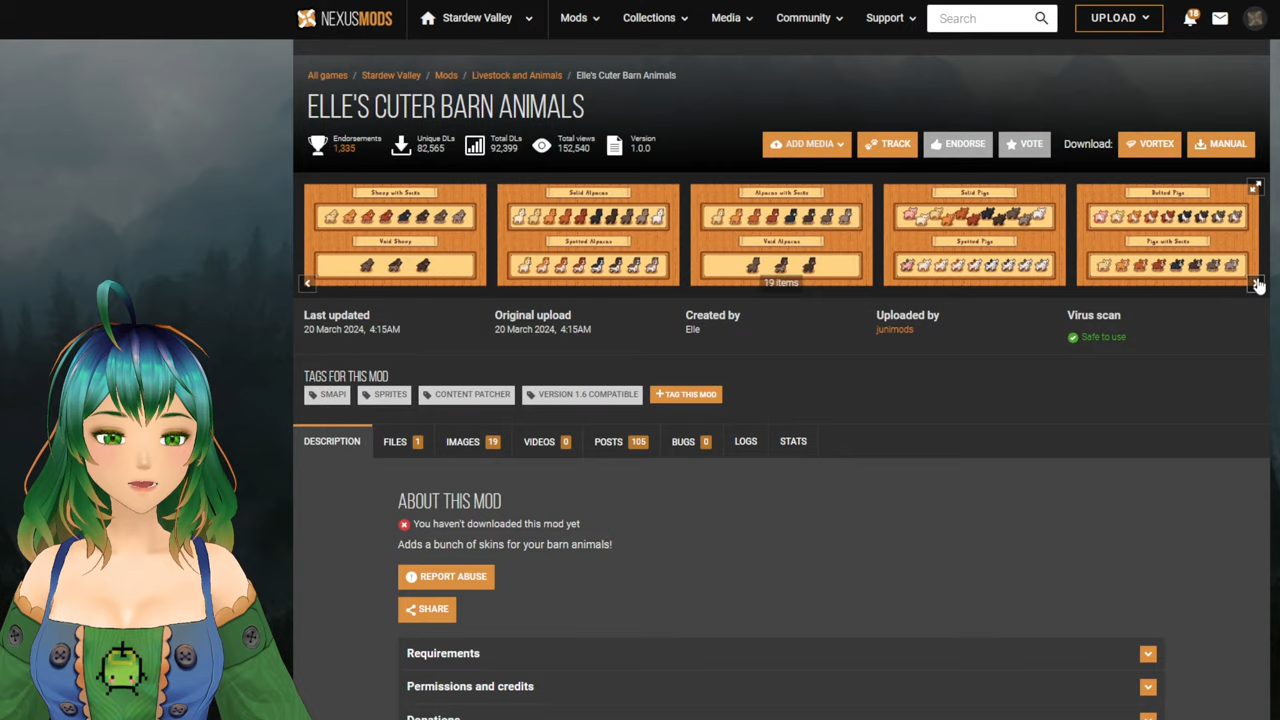 NEXUSMODS
Stardew Valley
Mods
Collections
Media
Community
Support
Search
UPLOAD
18
All games / Stardew Valley / Mods / Livestock and Animals / Elle's Cuter Barn Animals
ELLE'S CUTER BARN ANIMALS
Endorsements
1,335
Unique DLs
82,565
Total DLs
92,399
Total views
152,540
Version
1.0.0
ADD MEDIA
TRACK
ENDORSE
VOTE
Download:
VORTEX
MANUAL
Sheep with Socks
Void Sheep
Solid Alpacas
Spotted Alpacas
Alpacas with Socks
Void Alpacas
Solid Pigs
Spotted Pigs
Belted Pigs
Pigs with Socks
19 items
Last updated
20 March 2024, 4:15AM
Original upload
20 March 2024, 4:15AM
Created by
Elle
Uploaded by
junimods
Virus scan
Safe to use
TAGS FOR THIS MOD
SMAPI
SPRITES
CONTENT PATCHER
VERSION 1.6 COMPATIBLE
+ TAG THIS MOD
DESCRIPTION
FILES 1
IMAGES 19
VIDEOS 0
POSTS 105
BUGS 0
LOGS
STATS
ABOUT THIS MOD
You haven't downloaded this mod yet
Adds a bunch of skins for your barn animals!
REPORT ABUSE
SHARE
Requirements
Permissions and credits
Donations